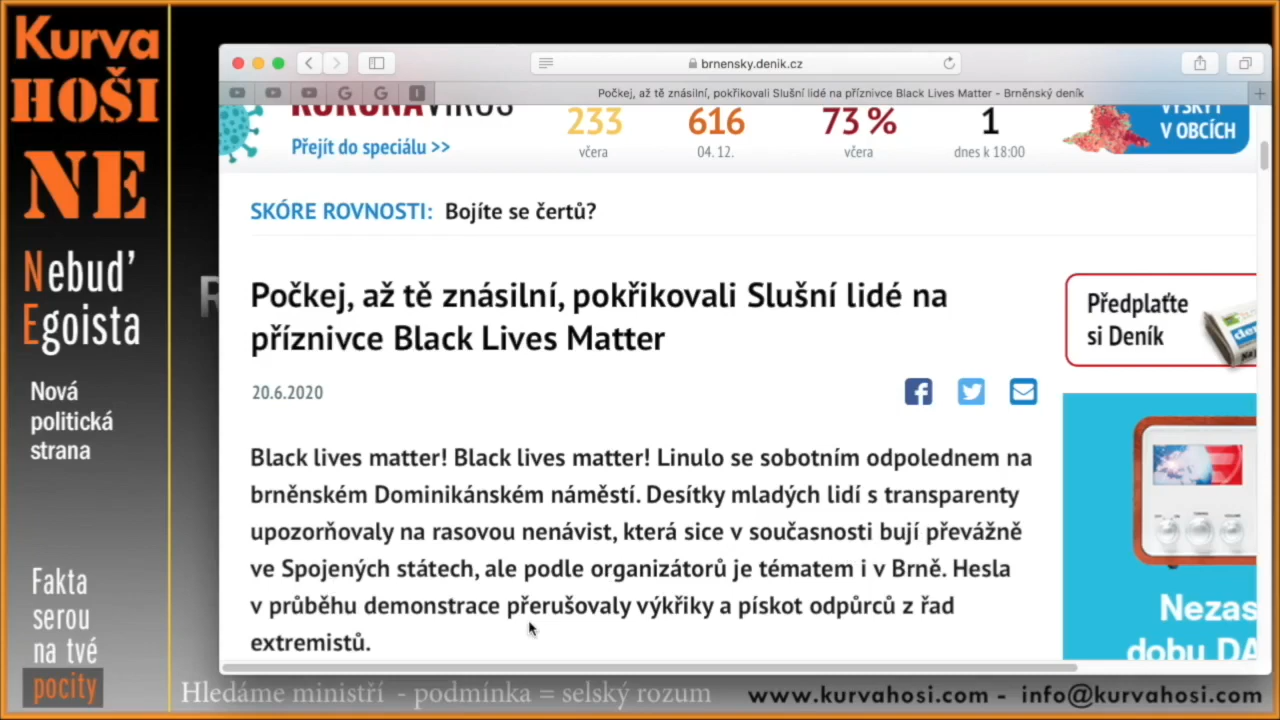 Kurva
HOŠI
NE
Nebuď
Egoista
Nová
politická
strana
Fakta
serou
na tvé
pocity
brnensky.denik.cz
Počkej, až tě znásilní, pokřikovali Slušní lidé na příznivce Black Lives Matter - Brněnský deník
KORONAVIRUS
Přejít do speciálu >>
233
včera
616
04. 12.
73 %
včera
1
dnes k 18:00
VÝSKYT
V OBCÍCH
SKÓRE ROVNOSTI: Bojíte se čertů?
Počkej, až tě znásilní, pokřikovali Slušní lidé na
příznivce Black Lives Matter
20.6.2020
Předplaťte
si Deník
Black lives matter! Black lives matter! Linulo se sobotním odpolednem na
brněnském Dominikánském náměstí. Desítky mladých lidí s transparenty
upozorňovaly na rasovou nenávist, která sice v současnosti bují převážně
ve Spojených státech, ale podle organizátorů je tématem i v Brně. Hesla
v průběhu demonstrace přerušovaly výkřiky a pískot odpůrců z řad
extremistů.
Nezas
dobu DA
Hledáme ministří - podmínka = selský rozum
www.kurvahosi.com - info@kurvahosi.com